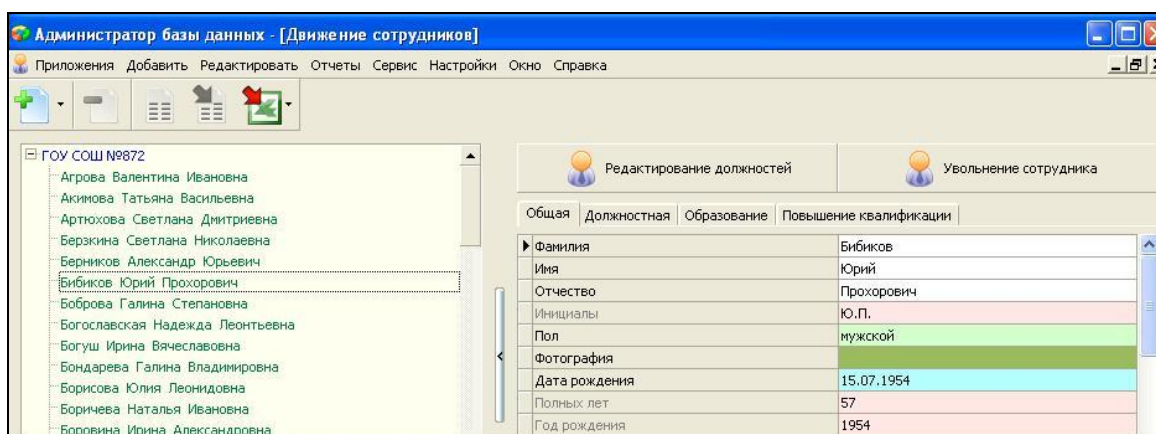 Администратор базы данных - [Движение сотрудников]
Приложения Добавить Редактировать Отчеты Сервис Настройки Окно Справка
ГОУ СОШ №872
Агрова Валентина Ивановна
Акимова Татьяна Васильевна
Артюхова Светлана Дмитриевна
Берзкина Светлана Николаевна
Берников Александр Юрьевич
Бибиков Юрий Прохорович
Боброва Галина Степановна
Богославская Надежда Леонтьевна
Богуш Ирина Вячеславовна
Бондарева Галина Владимировна
Борисова Юлия Леонидовна
Боричева Наталья Ивановна
Боровина Ирина Александровна
Редактирование должностей Увольнение сотрудника
Общая Должностная Образование Повышение квалификации
Фамилия Бибиков
Имя Юрий
Отчество Прохорович
Инициалы Ю.П.
Пол мужской
Фотография
Дата рождения 15.07.1954
Полных лет 57
Год рождения 1954